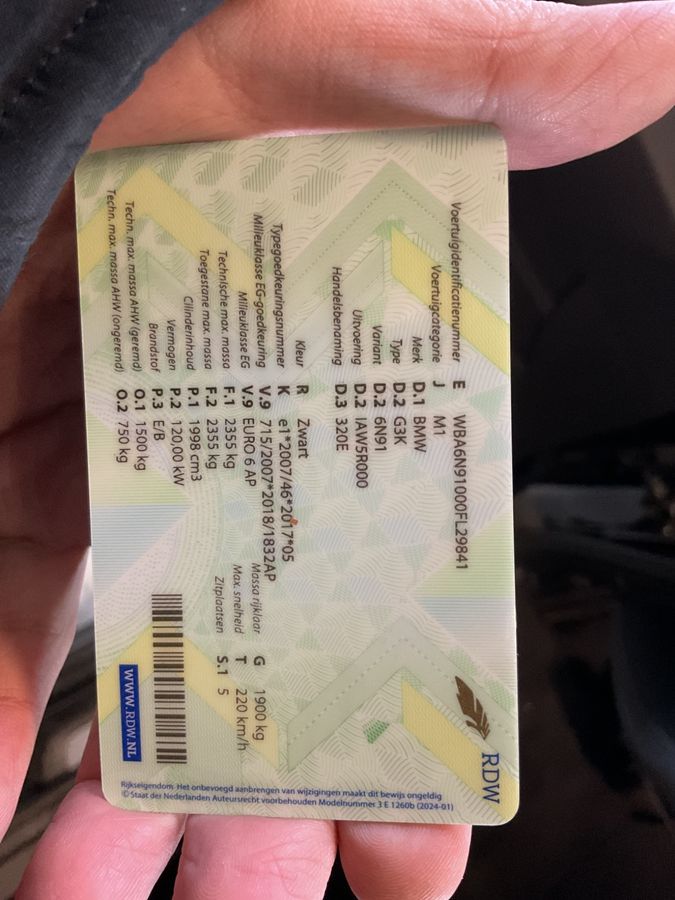 RDW
Voertuigidentificatienummer E WBA6N91000FL29841
Voertuigcategorie J M1
Merk D.1 BMW
Type D.2 G3K
Variant D.2 6N91
Uitvoering D.2 IAW5R000
Handelsbenaming D.3 320E
Kleur R Zwart
Typegoedkeuringsnummer K e1*2007/46*2017*05
Milieuklasse EG-goedkeuring V.9 715/2007*2018/1832AP
Milieuklasse EG V.9 EURO 6 AP
Technische max. massa F.1 2355 kg
Toegestane max. massa F.2 2355 kg
Cilinderinhoud P.1 1998 cm3
Vermogen P.2 120,00 kW
Brandstof P.3 E/B
Techn. max. massa AHW (geremd) O.1 1500 kg
Techn. max. massa AHW (ongeremd) O.2 750 kg
Massa rijklaar G 1900 kg
Max. snelheid T 220 km/h
Zitplaatsen S.1 5
WWW.RDW.NL
Rijkseigendom Het onbevoegd aanbrengen van wijzigingen maakt dit bewijs ongeldig
© Staat der Nederlanden Auteursrecht voorbehouden Modelnummer 3 E 1260b (2024-01)